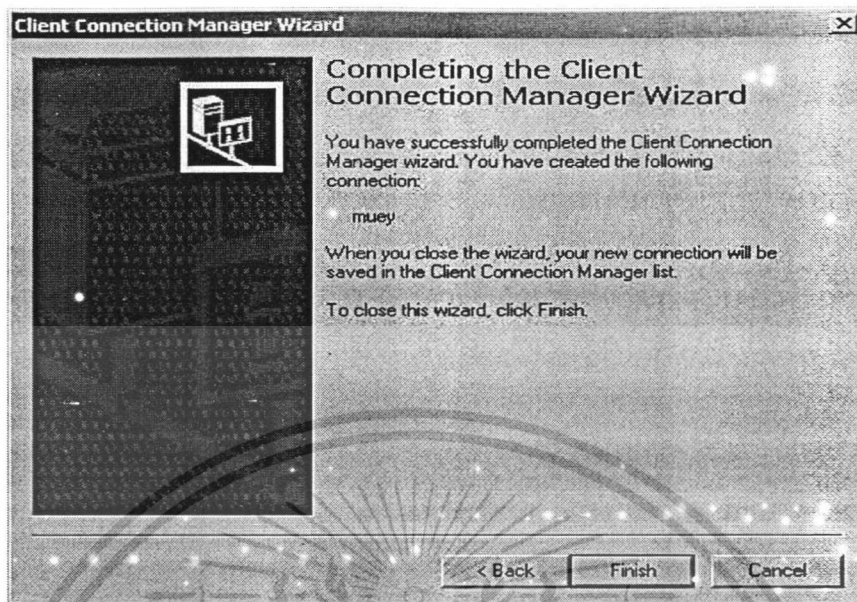 Client Connection Manager Wizard
Completing the Client
Connection Manager Wizard
You have successfully completed the Client Connection
Manager wizard. You have created the following
connection:
muey
When you close the wizard, your new connection will be
saved in the Client Connection Manager list.
To close this wizard, click Finish.
< Back Finish Cancel